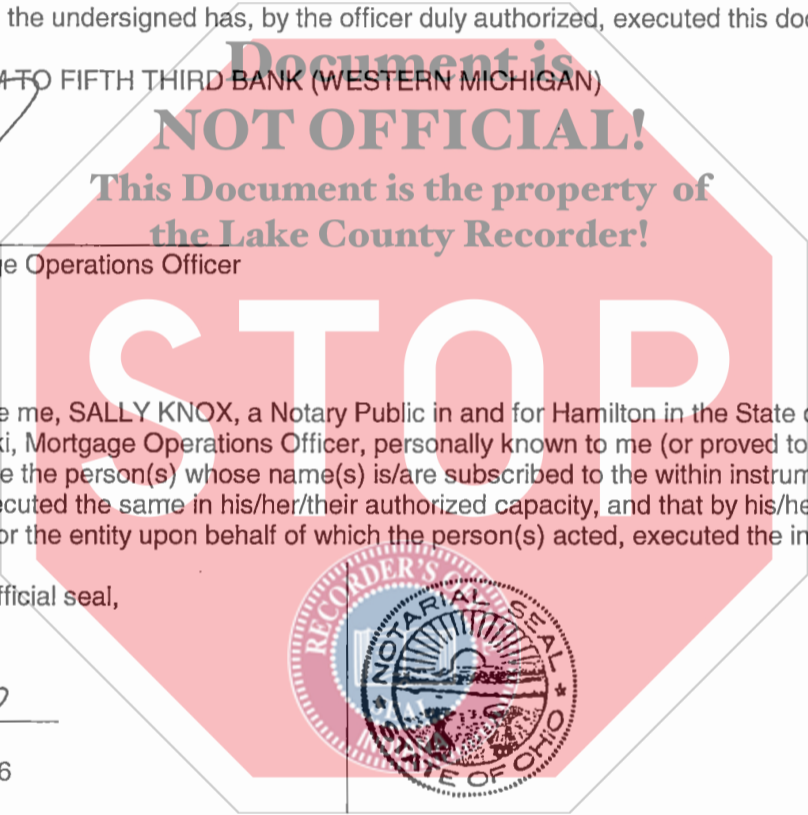 the undersigned has, by the officer duly authorized, executed this doc
Document is
TO FIFTH THIRD BANK (WESTERN MICHIGAN)
NOT OFFICIAL!
This Document is the property of
the Lake County Recorder!
e Operations Officer
STOP
e me, SALLY KNOX, a Notary Public in and for Hamilton in the State o
ki, Mortgage Operations Officer, personally known to me (or proved to
e the person(s) whose name(s) is/are subscribed to the within instrum
ecuted the same in his/her/their authorized capacity, and that by his/he
or the entity upon behalf of which the person(s) acted, executed the in
fficial seal,
RECORDER'S
SEAL
NOTARIAL SEAL
STATE OF OHIO
6